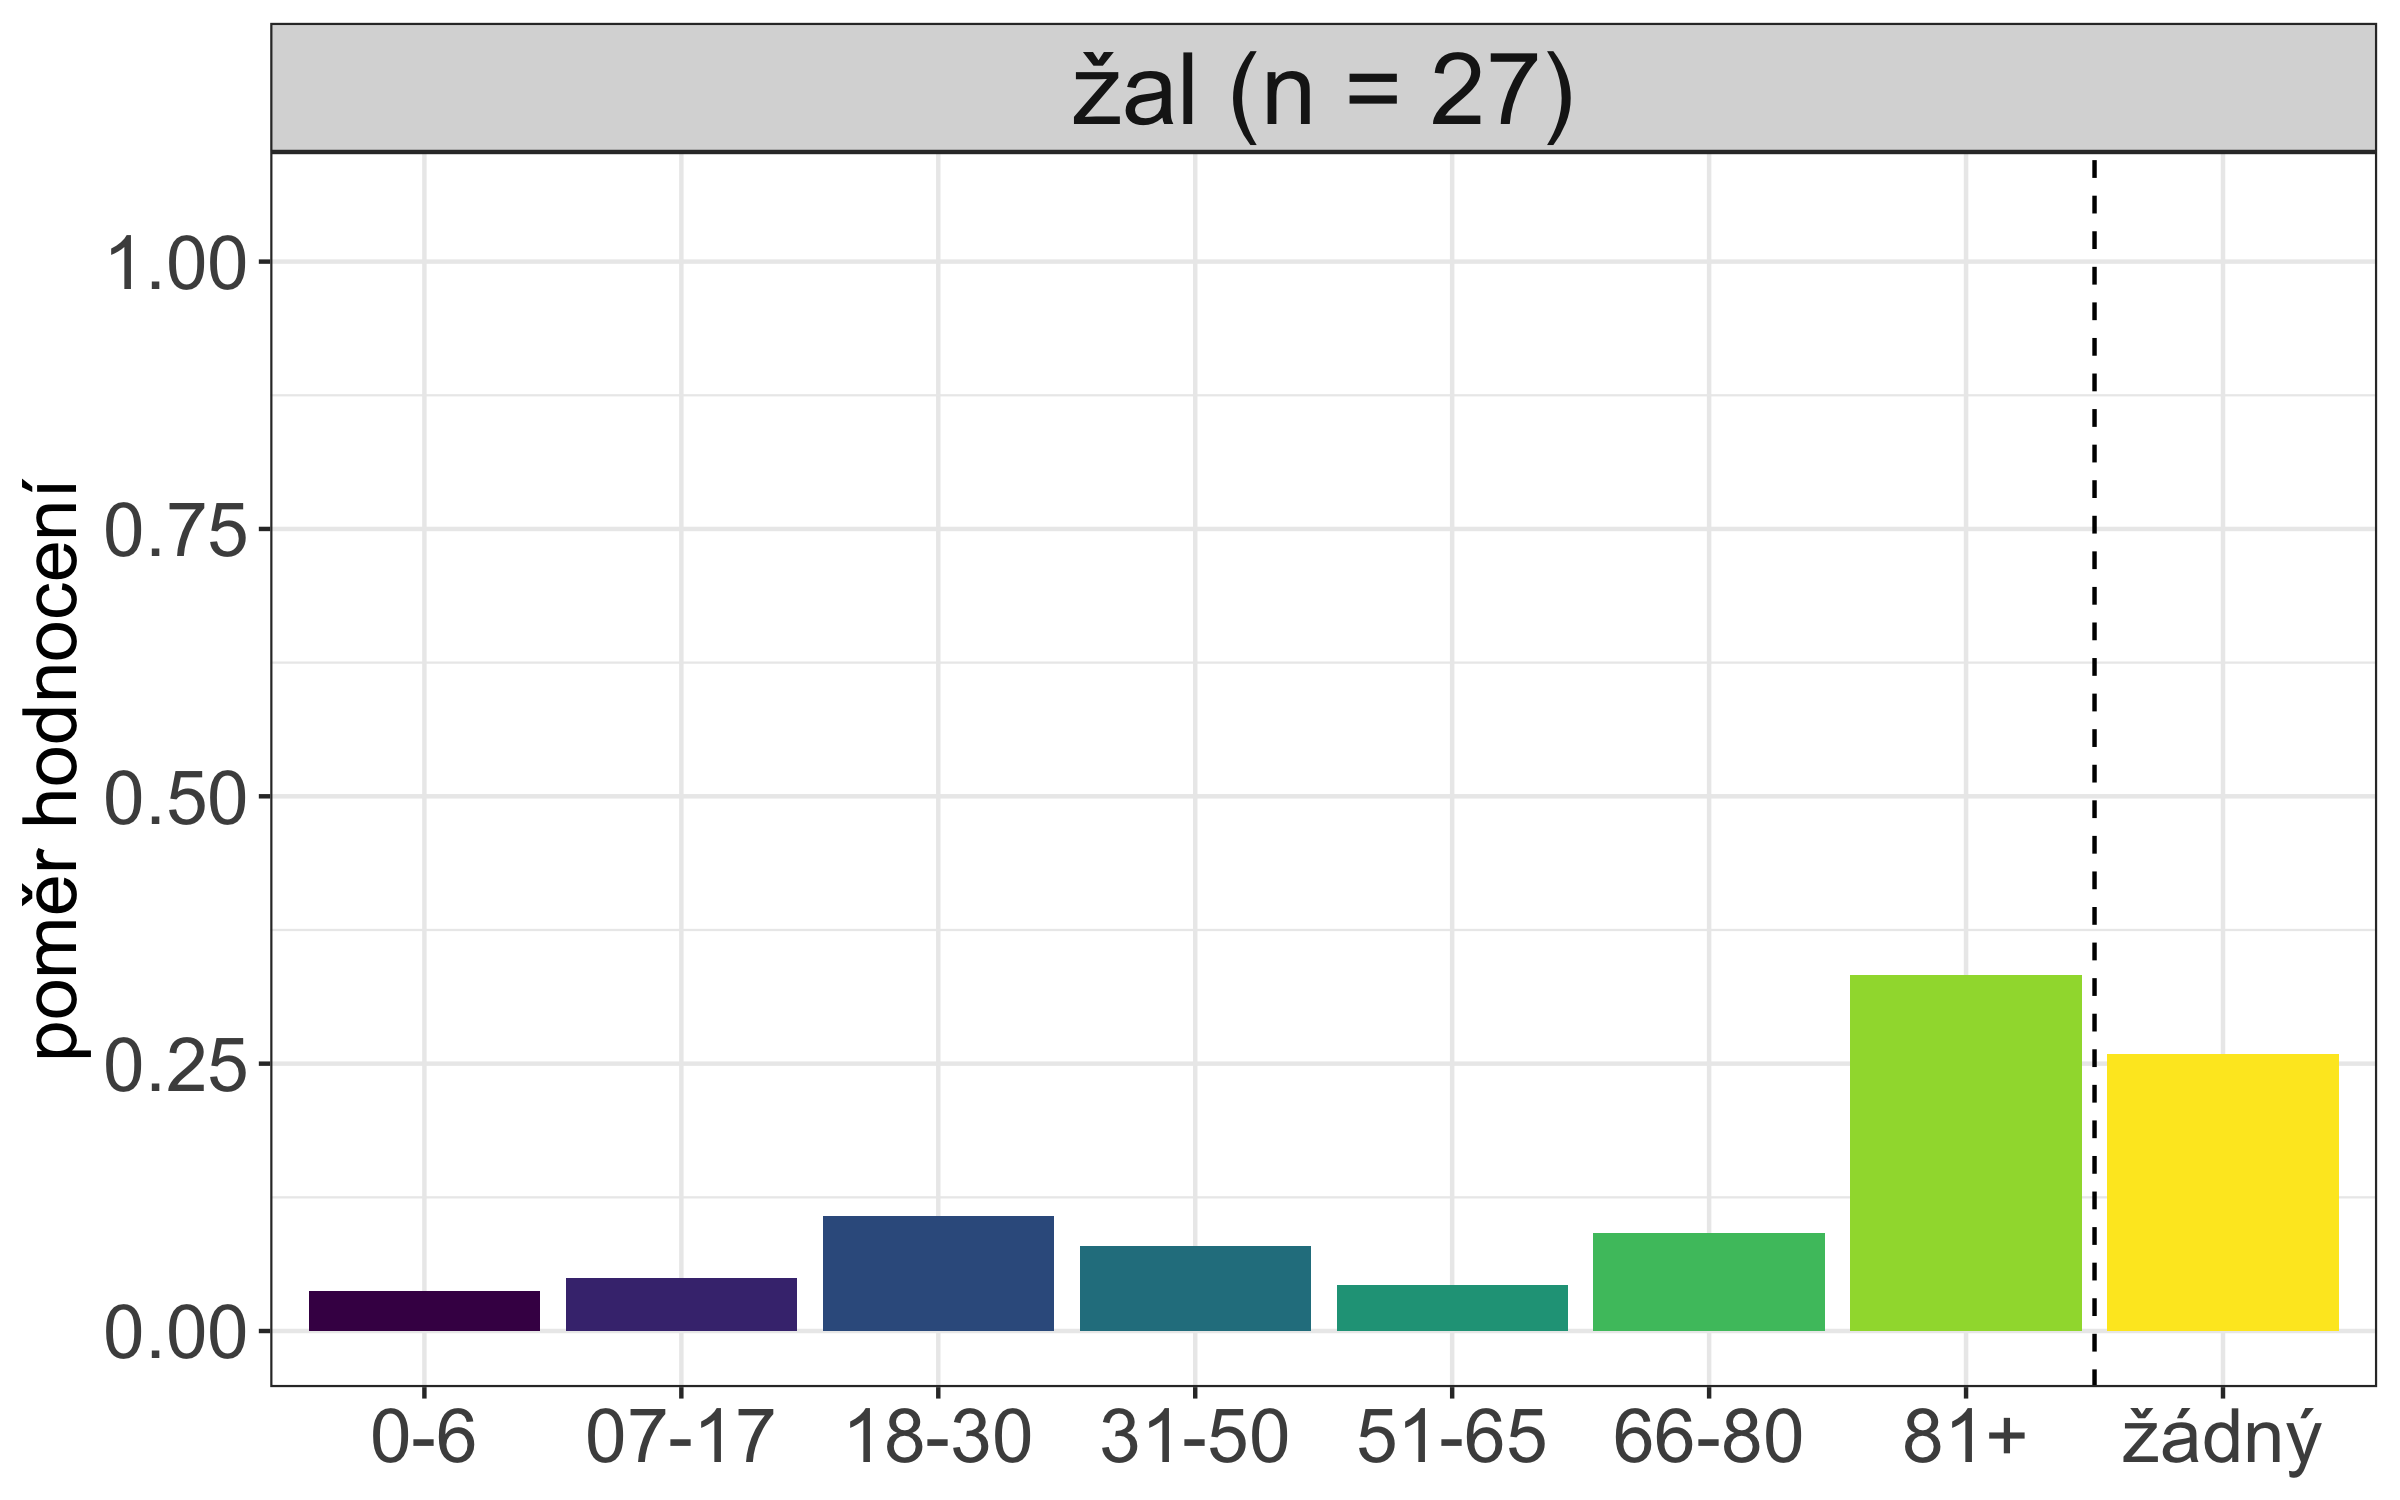 žal (n = 27)
poměr hodnocení
1.00
0.75
0.50
0.25
0.00
0-6 07-17 18-30 31-50 51-65 66-80 81+ žádný